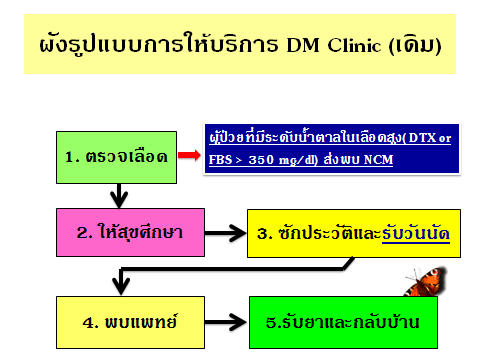 ผังรูปแบบการให้บริการ DM Clinic (เดิม)
1. ตรวจเลือด
ผู้ป่วยที่มีระดับน้ำตาลในเลือดสูง( DTX or
FBS > 350 mg/dl) ส่งพบ NCM
2. ให้สุขศึกษา
3. ซักประวัติและรับวันนัด
4. พบแพทย์
5.รับยาและกลับบ้าน